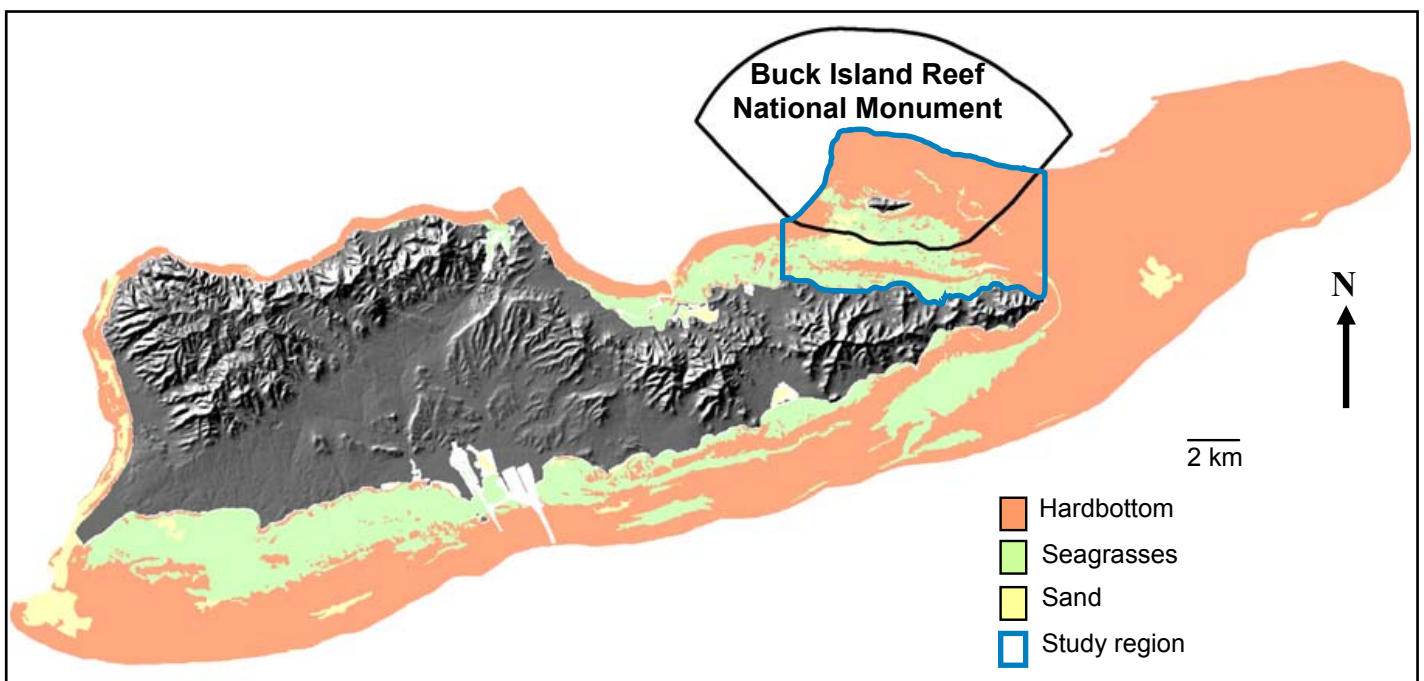 Buck Island Reef
National Monument
N
2 km
Hardbottom
Seagrasses
Sand
Study region